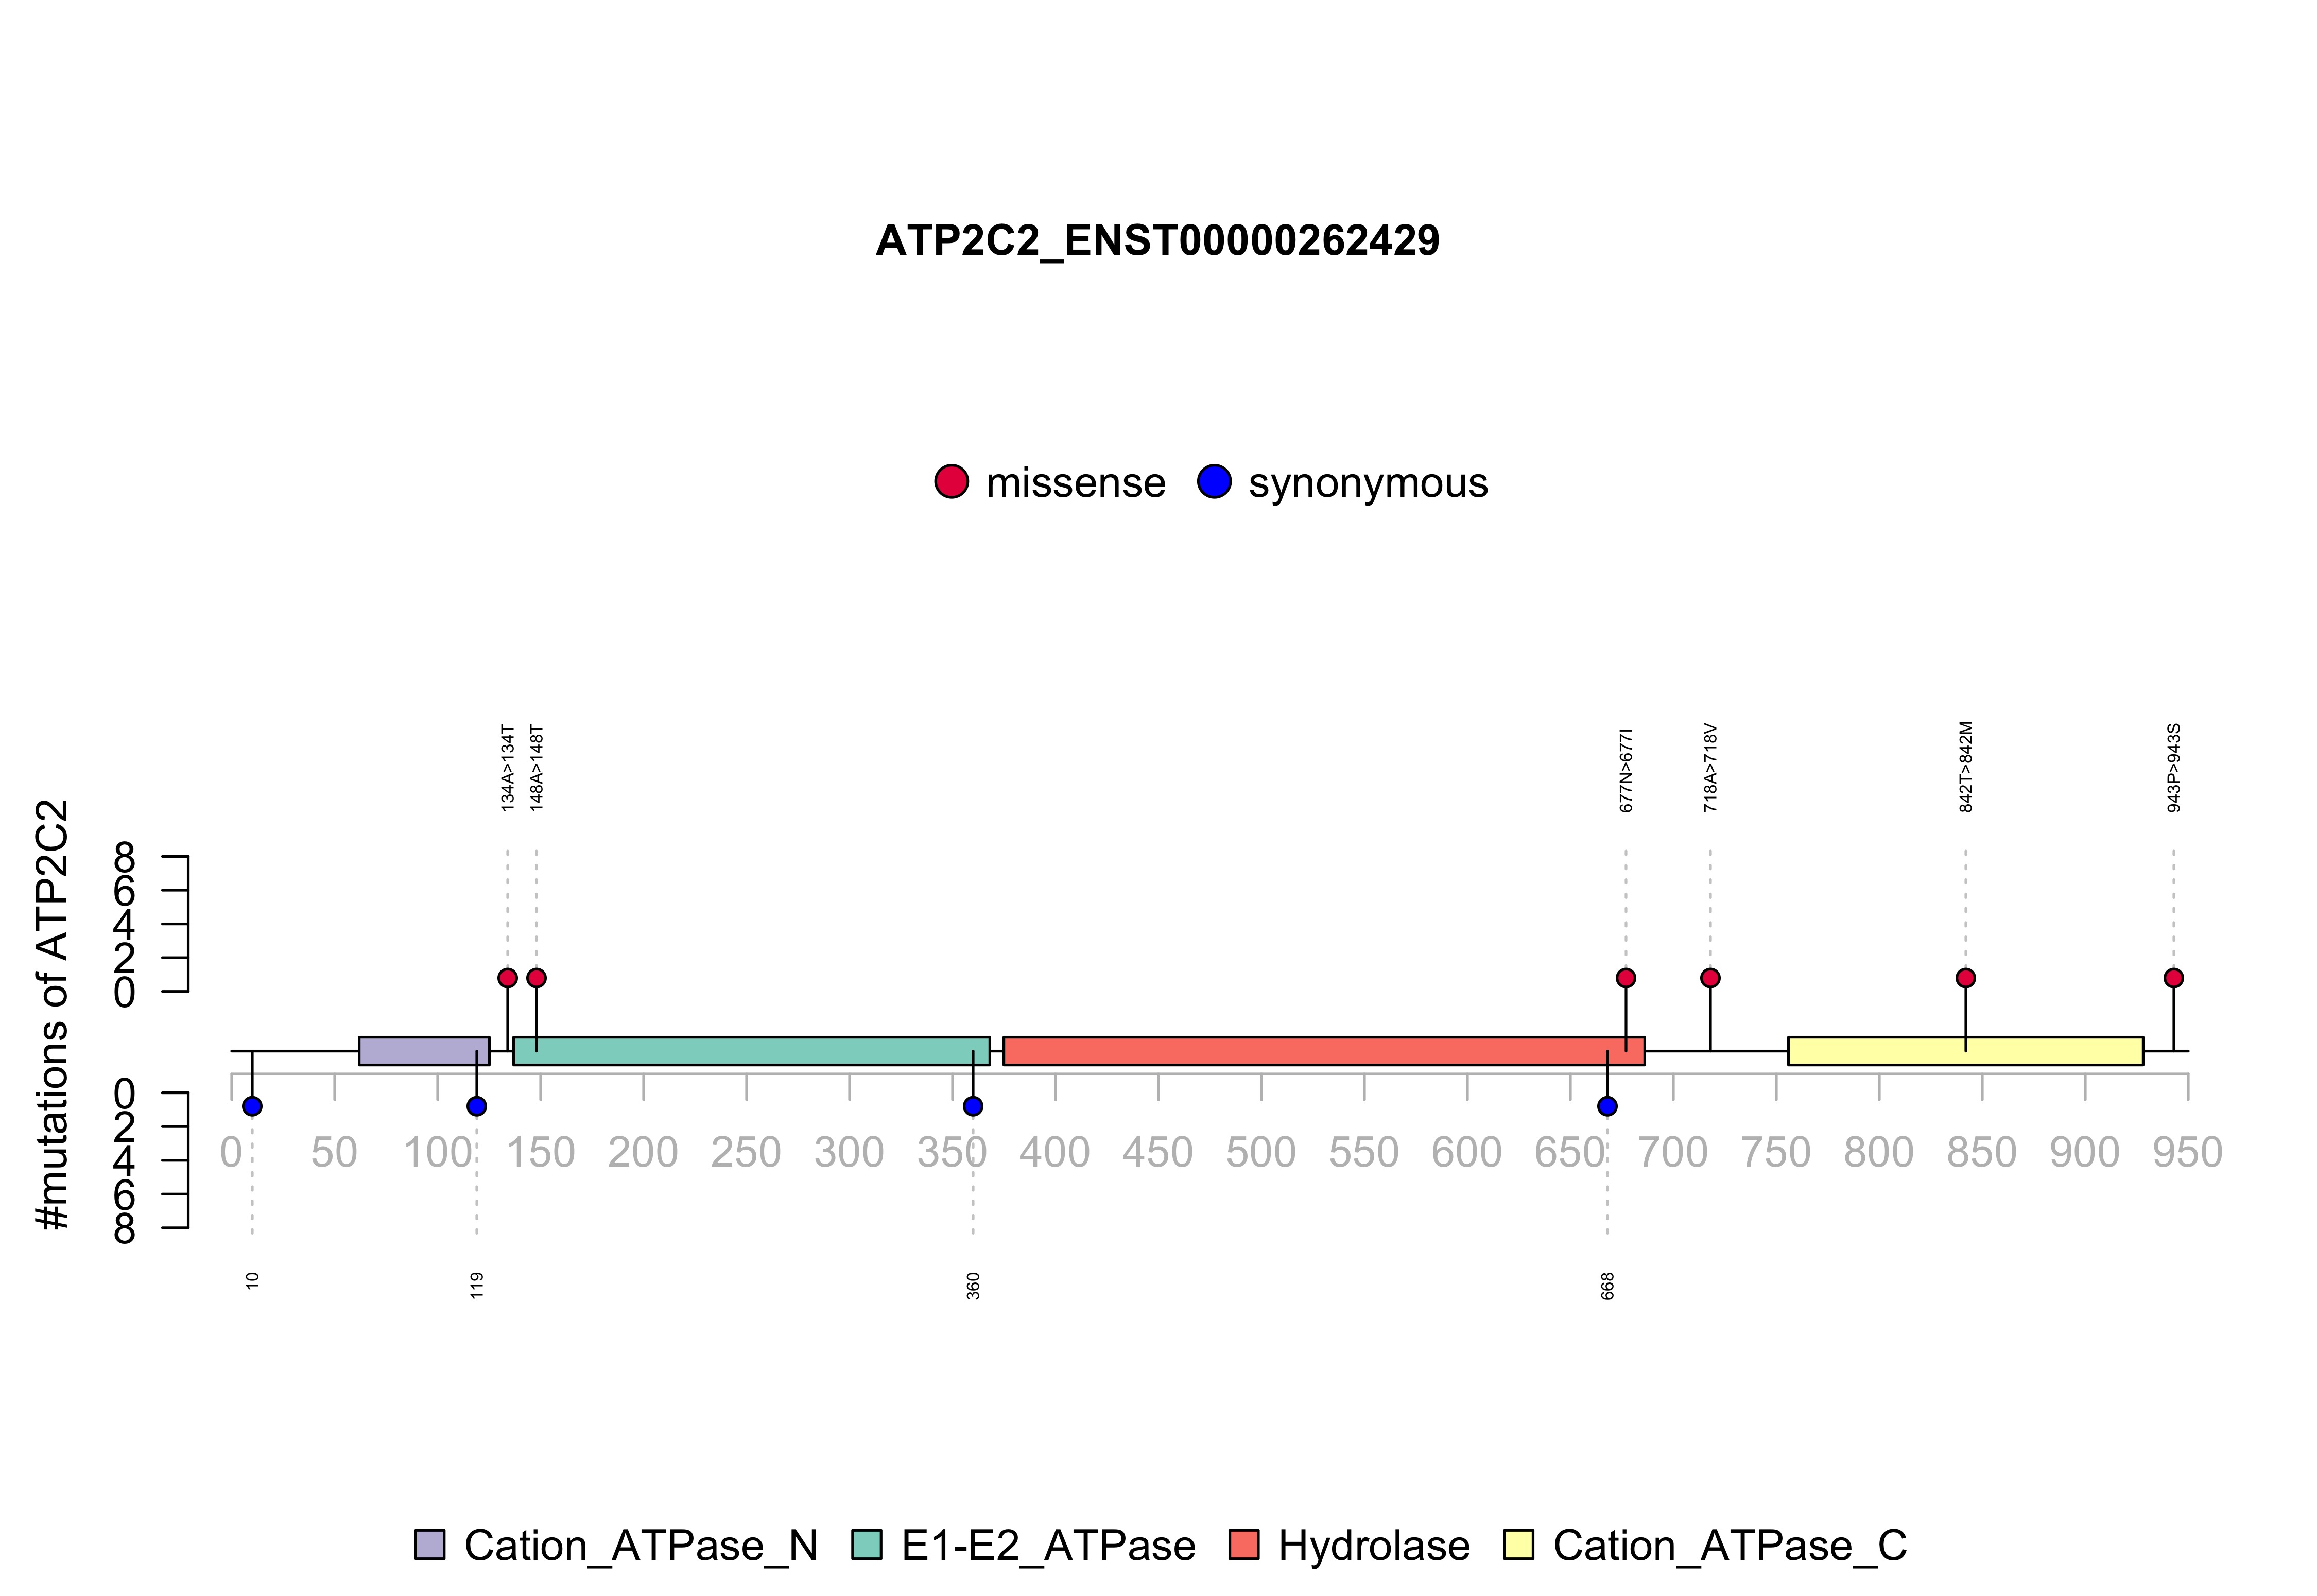 ATP2C2_ENST00000262429
missense synonymous
134A>134T 148A>148T 677N>677I 718A>718V 842T>842M 943P>943S
#mutations of ATP2C2
8
6
4
2
0
0
2
4
6
8
0 50 100 150 200 250 300 350 400 450 500 550 600 650 700 750 800 850 900 950
10 119 360 668
Cation_ATPase_N E1-E2_ATPase Hydrolase Cation_ATPase_C